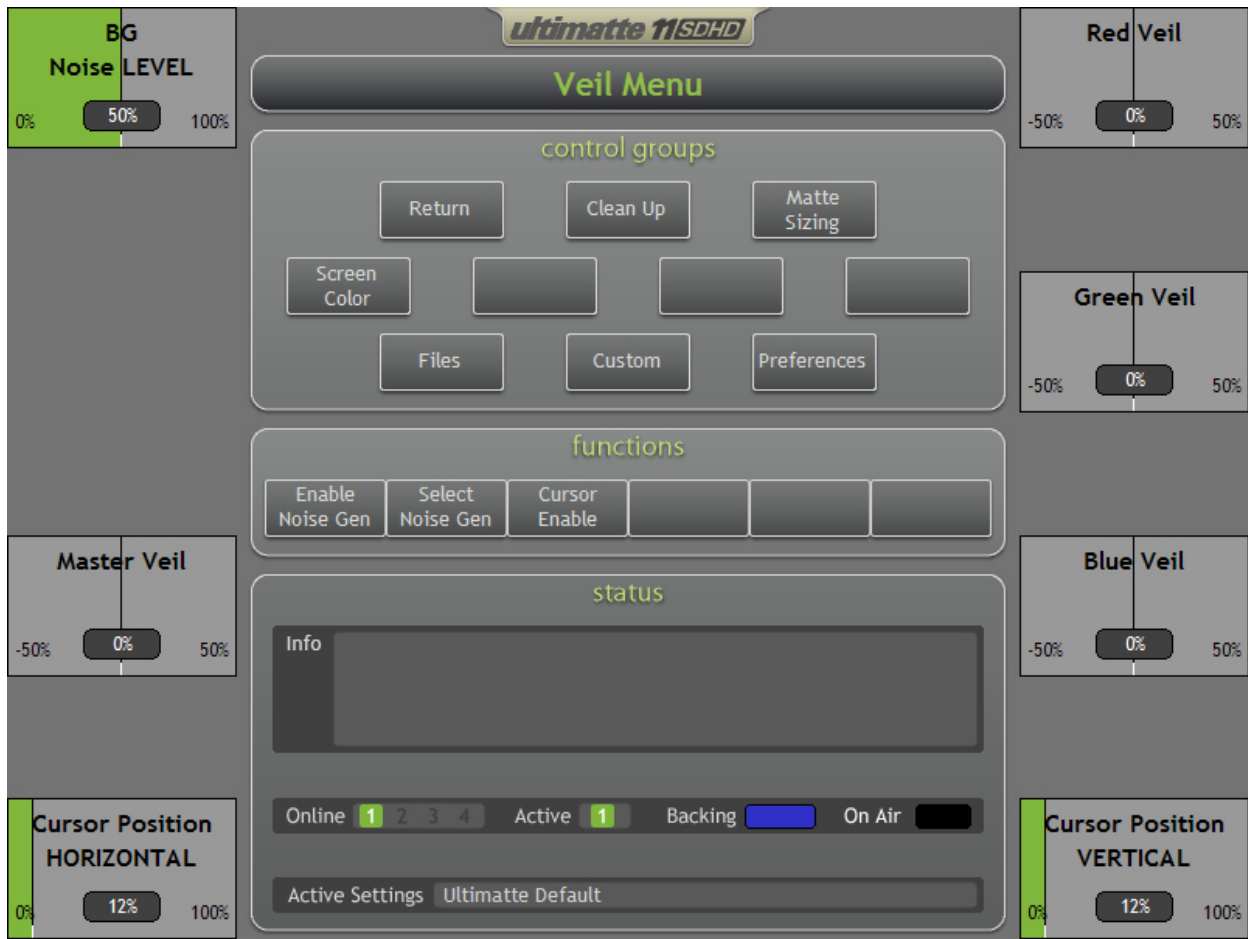 ultimatte 11 SDHD
Veil Menu
BG
Noise LEVEL
0% 50% 100%
Red Veil
-50% 0% 50%
control groups
Return Clean Up Matte
Sizing
Screen
Color
Files Custom Preferences
Green Veil
-50% 0% 50%
functions
Enable
Noise Gen
Select
Noise Gen
Cursor
Enable
Master Veil
-50% 0% 50%
Blue Veil
-50% 0% 50%
status
Info
Online 1 2 3 4 Active 1 Backing On Air
Active Settings Ultimatte Default
Cursor Position
HORIZONTAL
0% 12% 100%
Cursor Position
VERTICAL
0% 12% 100%